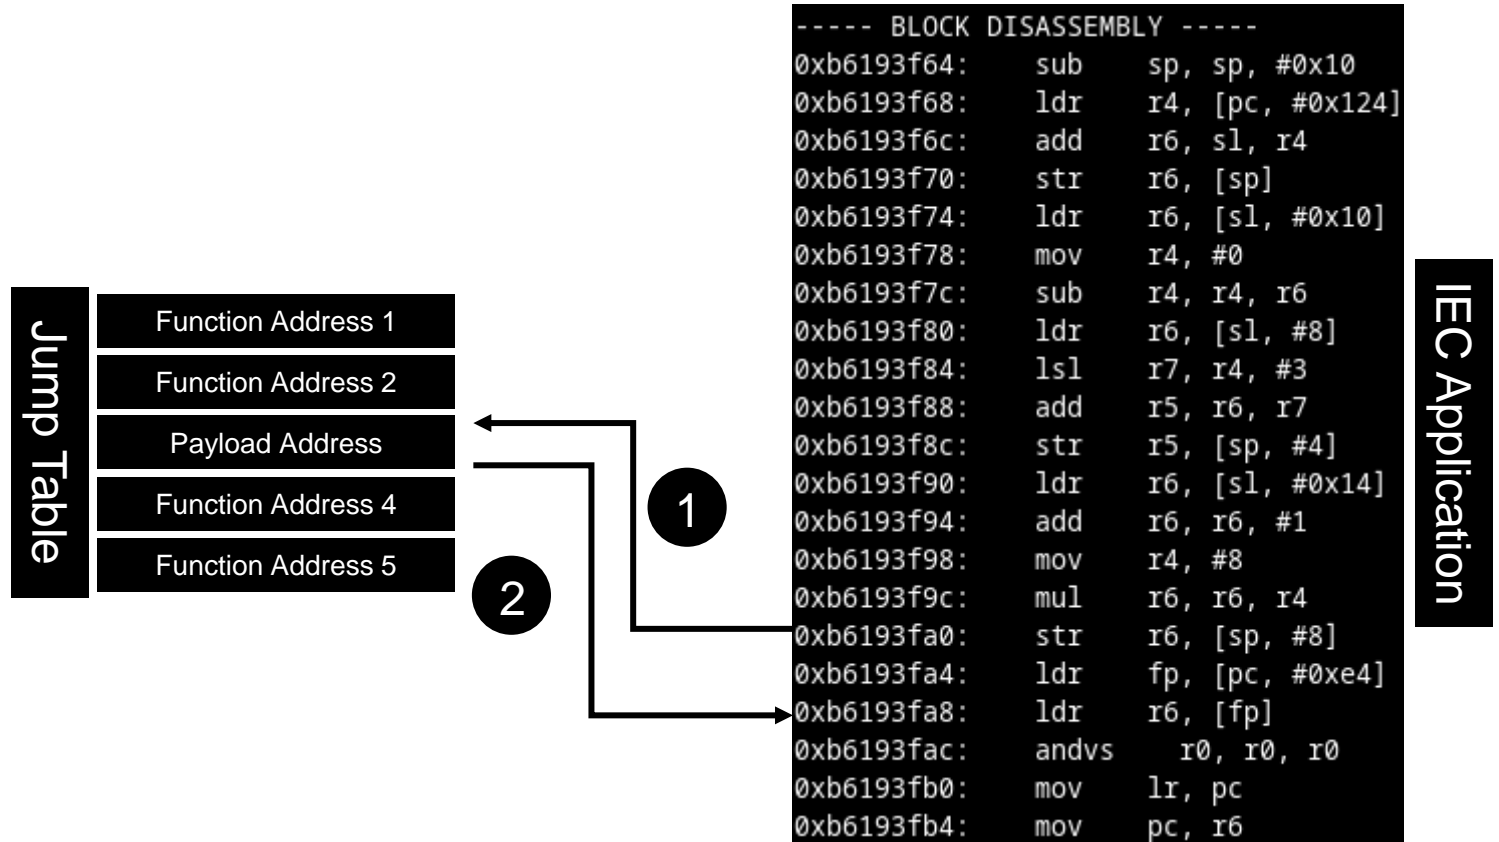 Jump Table
Function Address 1
Function Address 2
Payload Address
Function Address 4
Function Address 5
1
2
----- BLOCK DISASSEMBLY -----
0xb6193f64: sub sp, sp, #0x10
0xb6193f68: ldr r4, [pc, #0x124]
0xb6193f6c: add r6, sl, r4
0xb6193f70: str r6, [sp]
0xb6193f74: ldr r6, [sl, #0x10]
0xb6193f78: mov r4, #0
0xb6193f7c: sub r4, r4, r6
0xb6193f80: ldr r6, [sl, #8]
0xb6193f84: lsl r7, r4, #3
0xb6193f88: add r5, r6, r7
0xb6193f8c: str r5, [sp, #4]
0xb6193f90: ldr r6, [sl, #0x14]
0xb6193f94: add r6, r6, #1
0xb6193f98: mov r4, #8
0xb6193f9c: mul r6, r6, r4
0xb6193fa0: str r6, [sp, #8]
0xb6193fa4: ldr fp, [pc, #0xe4]
0xb6193fa8: ldr r6, [fp]
0xb6193fac: andvs r0, r0, r0
0xb6193fb0: mov lr, pc
0xb6193fb4: mov pc, r6
IEC Application